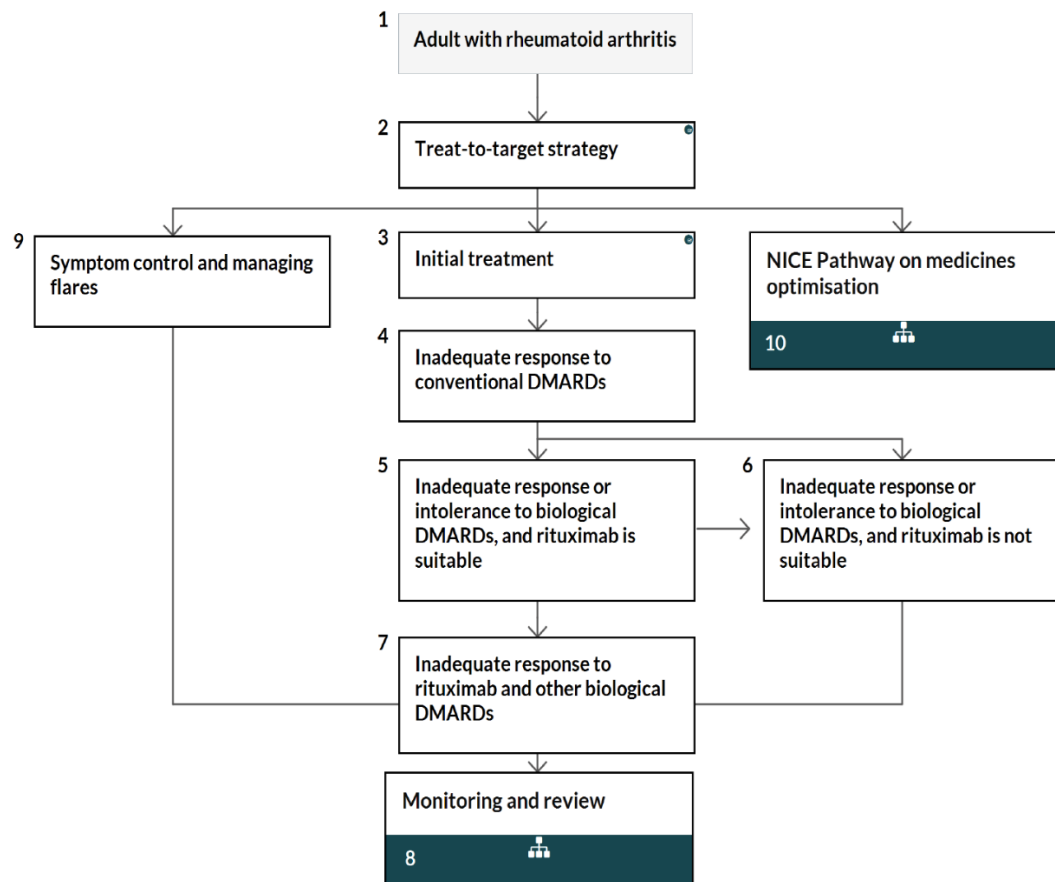 1
Adult with rheumatoid arthritis
2
Treat-to-target strategy
9
Symptom control and managing
flares
3
Initial treatment
NICE Pathway on medicines
optimisation
10
4
Inadequate response to
conventional DMARDs
5
Inadequate response or
intolerance to biological
DMARDs, and rituximab is
suitable
6
Inadequate response or
intolerance to biological
DMARDs, and rituximab is not
suitable
7
Inadequate response to
rituximab and other biological
DMARDs
Monitoring and review
8